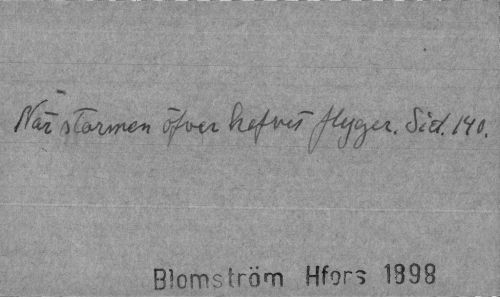 När stormen öfver hafvet flyger. Sid. 140.
Blomström Hfors 1898